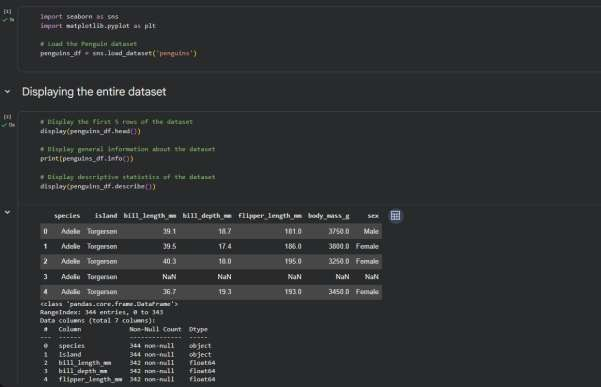 [1]
import seaborn as sns
import matplotlib.pyplot as plt
# Load the Penguin dataset
penguins_df = sns.load_dataset('penguins')
Displaying the entire dataset
# Display the first 5 rows of the dataset
display(penguins_df.head())
# Display general information about the dataset
print(penguins_df.info())
# Display descriptive statistics of the dataset
display(penguins_df.describe())
species island bill_length_mm bill_depth_mm flipper_length_mm body_mass_g sex
0 Adelie Torgersen 39.1 18.7 181.0 3750.0 Male
1 Adelie Torgersen 39.5 17.4 186.0 3800.0 Female
2 Adelie Torgersen 40.3 18.0 195.0 3250.0 Female
3 Adelie Torgersen NaN NaN NaN NaN NaN
4 Adelie Torgersen 36.7 19.3 193.0 3450.0 Female
<class 'pandas.core.frame.DataFrame'>
RangeIndex: 344 entries, 0 to 343
Data columns (total 7 columns):
# Column Non-Null Count Dtype
--- ------ -------------- -----
0 species 344 non-null object
1 island 344 non-null object
2 bill_length_mm 342 non-null float64
3 bill_depth_mm 342 non-null float64
4 flipper_length_mm 342 non-null float64